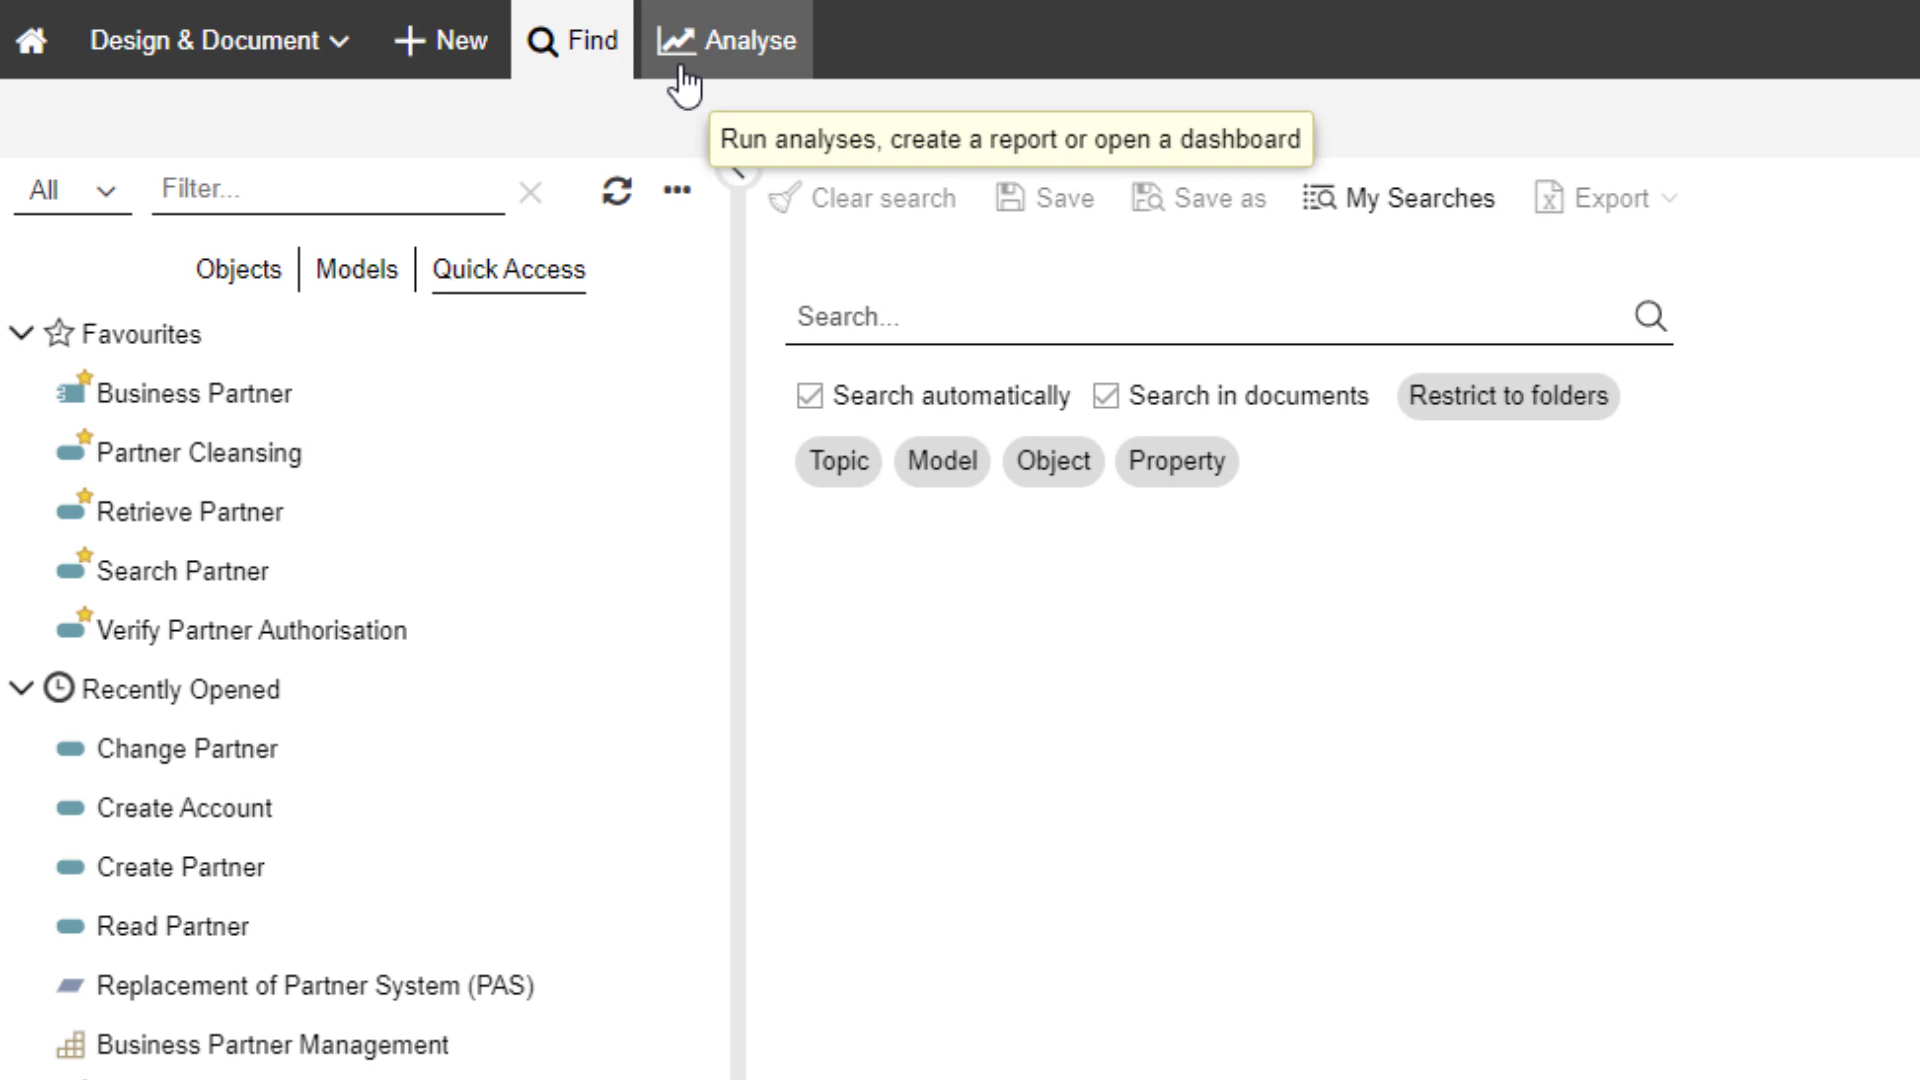 Design & Document New Find Analyse
Run analyses, create a report or open a dashboard
All Filter...
Clear search Save Save as My Searches Export
Objects Models Quick Access
Search...
Favourites
Business Partner
Search automatically Search in documents Restrict to folders
Partner Cleansing
Topic Model Object Property
Retrieve Partner
Search Partner
Verify Partner Authorisation
Recently Opened
Change Partner
Create Account
Create Partner
Read Partner
Replacement of Partner System (PAS)
Business Partner Management